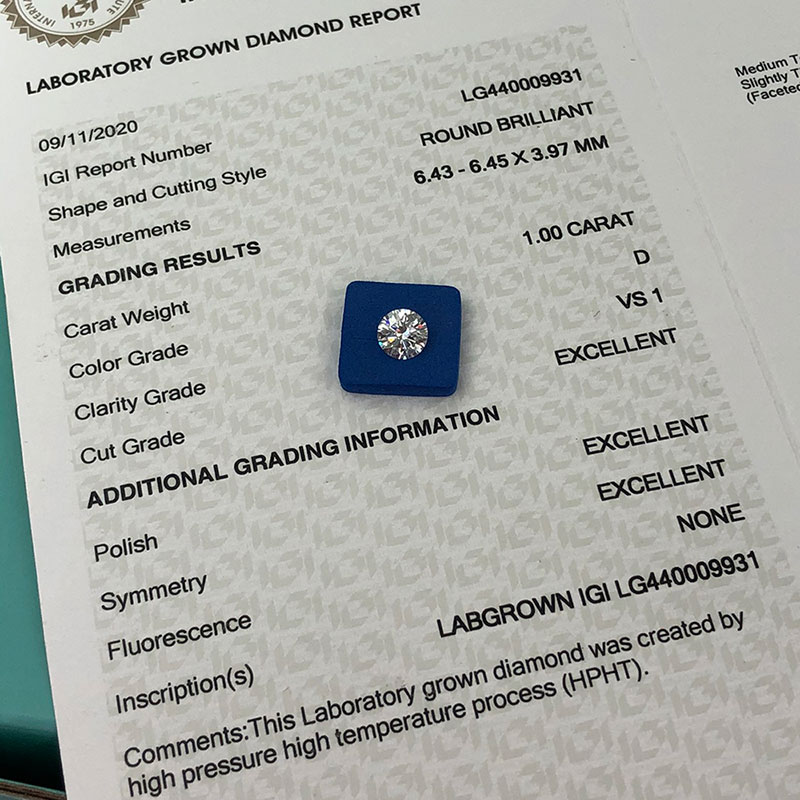 1975
LABORATORY GROWN DIAMOND REPORT
09/11/2020
IGI Report Number LG440009931
Shape and Cutting Style ROUND BRILLIANT
Measurements 6.43 - 6.45 X 3.97 MM
GRADING RESULTS
Carat Weight 1.00 CARAT
Color Grade D
Clarity Grade VS 1
Cut Grade EXCELLENT
ADDITIONAL GRADING INFORMATION
Polish EXCELLENT
Symmetry EXCELLENT
Fluorescence NONE
Inscription(s) LABGROWN IGI LG440009931
Comments:This Laboratory grown diamond was created by
high pressure high temperature process (HPHT).
Medium
Slightly